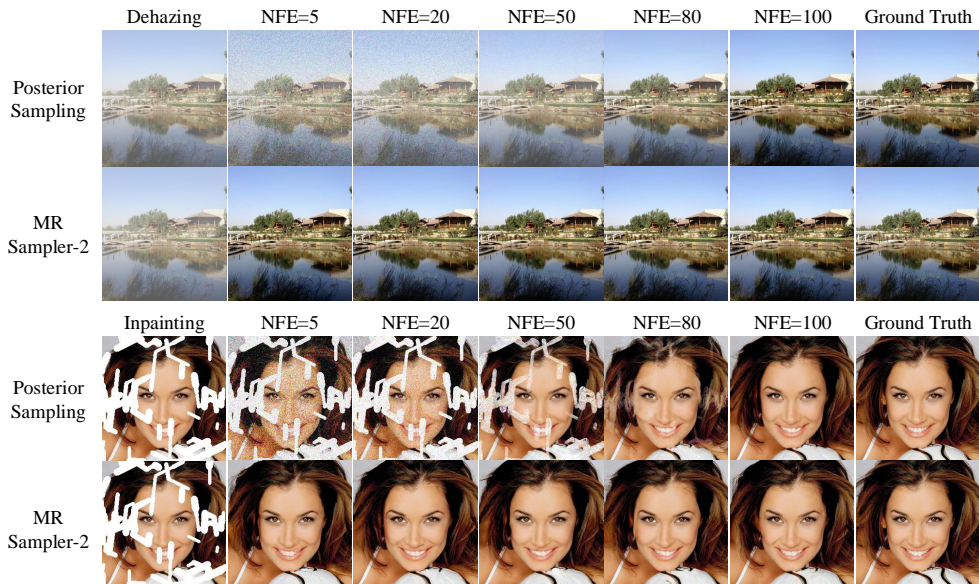 Dehazing NFE=5 NFE=20 NFE=50 NFE=80 NFE=100 Ground Truth
Posterior
Sampling
MR
Sampler-2
Inpainting NFE=5 NFE=20 NFE=50 NFE=80 NFE=100 Ground Truth
Posterior
Sampling
MR
Sampler-2